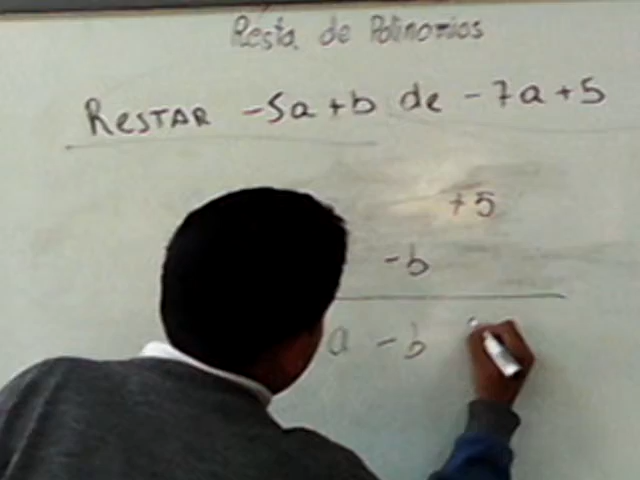 Resta de Polinomios
RESTAR -5a+b de -7a+5
+5
-b
a -b